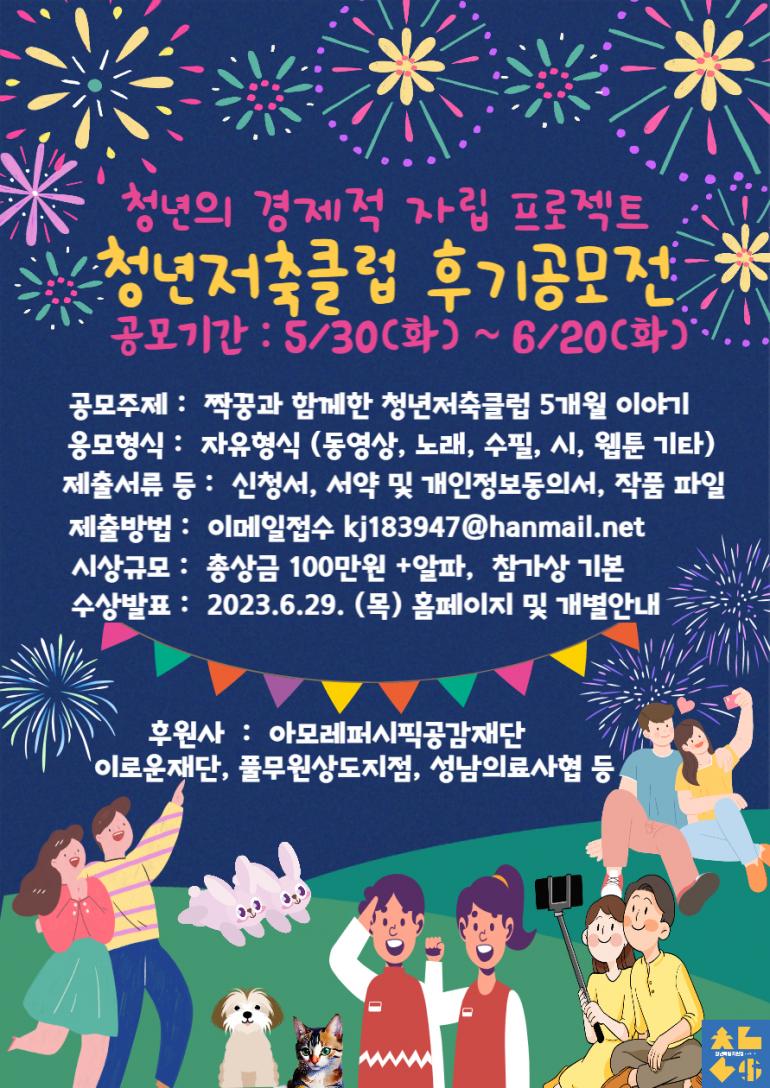 청년의 경제적 자립 프로젝트
청년저축클럽 후기공모전
공모기간 : 5/30(화) ~ 6/20(화)
공모주제 : 짝꿍과 함께한 청년저축클럽 5개월 이야기
응모형식 : 자유형식 (동영상, 노래, 수필, 시, 웹툰 기타)
제출서류 등 : 신청서, 서약 및 개인정보동의서, 작품 파일
제출방법 : 이메일접수 kj183947@hanmail.net
시상규모 : 총상금 100만원 +알파, 참가상 기본
수상발표 : 2023.6.29. (목) 홈페이지 및 개별안내
후원사 : 아모레퍼시픽공감재단
이로운재단, 풀무원상도지점, 성남의료사협 등